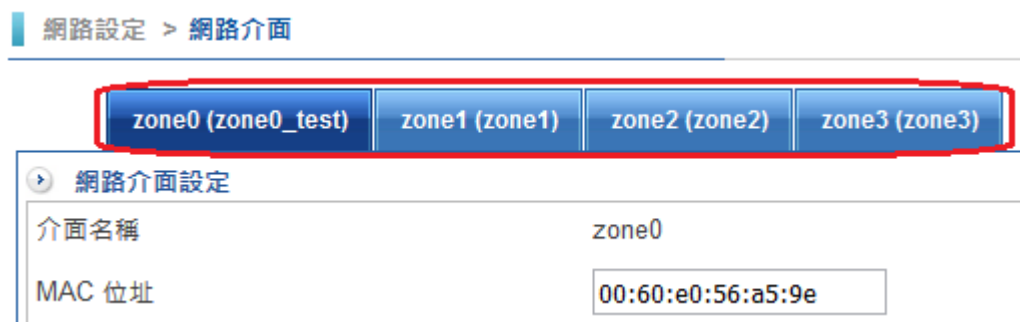 網路設定 > 網路介面
zone0 (zone0_test) zone1 (zone1) zone2 (zone2) zone3 (zone3)
網路介面設定
介面名稱 zone0
MAC 位址 00:60:e0:56:a5:9e